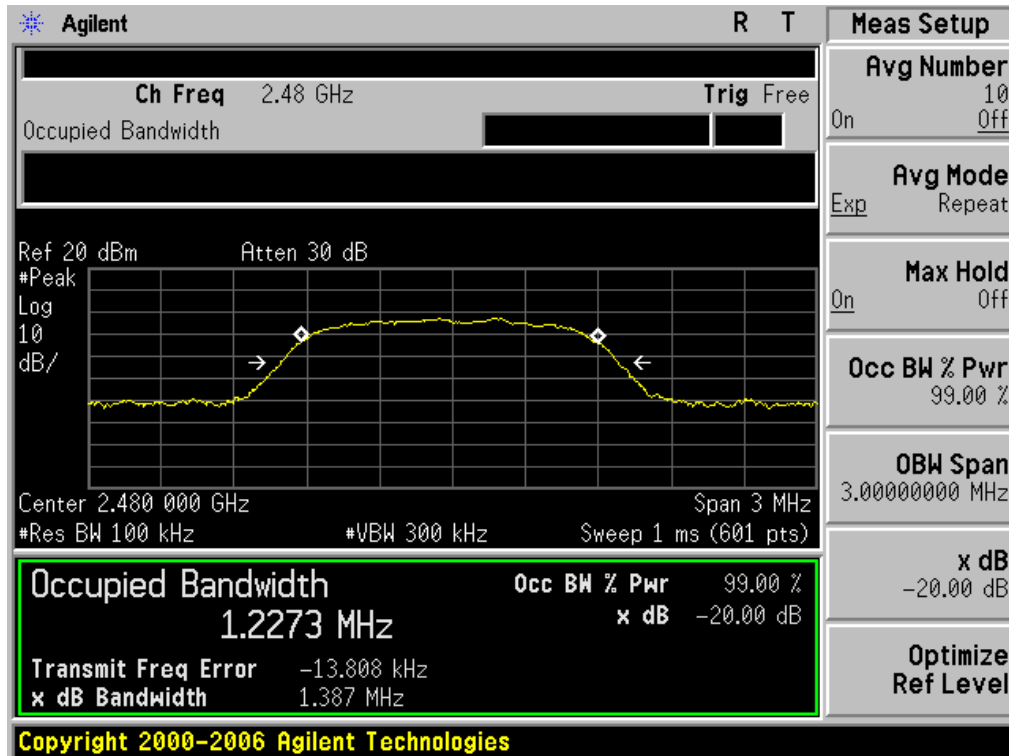 Agilent R T
Ch Freq 2.48 GHz Trig Free
Occupied Bandwidth
Ref 20 dBm Atten 30 dB
#Peak
Log
10
dB/
Center 2.480 000 GHz Span 3 MHz
#Res BW 100 kHz #VBW 300 kHz Sweep 1 ms (601 pts)
Occupied Bandwidth
1.2273 MHz
Occ BW % Pwr 99.00 %
x dB -20.00 dB
Transmit Freq Error -13.808 kHz
x dB Bandwidth 1.387 MHz
Copyright 2000-2006 Agilent Technologies
Meas Setup
Avg Number
10
On Off
Avg Mode
Exp Repeat
Max Hold
On Off
Occ BW % Pwr
99.00 %
OBW Span
3.00000000 MHz
x dB
-20.00 dB
Optimize
Ref Level